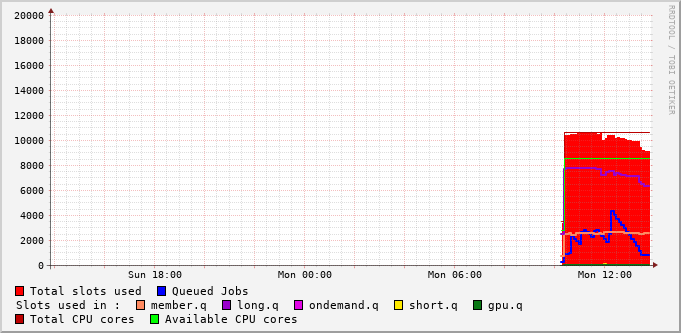 20000
18000
16000
14000
12000
10000
8000
6000
4000
2000
0
Sun 18:00 Mon 00:00 Mon 06:00 Mon 12:00
RRDTOOL / TOBI OETIKER
Total slots used Queued Jobs
Slots used in : member.q long.q ondemand.q short.q gpu.q
Total CPU cores Available CPU cores